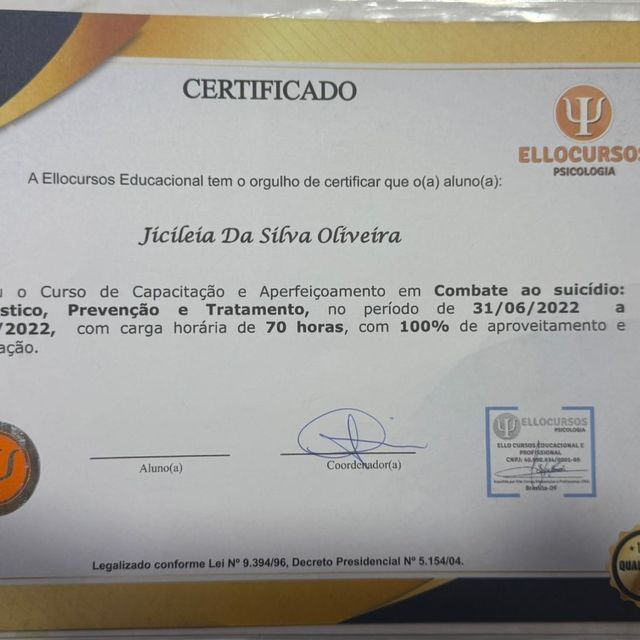 CERTIFICADO
ELLOCURSOS
PSICOLOGIA
A Ellocursos Educacional tem o orgulho de certificar que o(a) aluno(a):
Jicileia Da Silva Oliveira
u o Curso de Capacitação e Aperfeiçoamento em Combate ao suicídio:
stico, Prevenção e Tratamento, no período de 31/06/2022 a
/2022, com carga horária de 70 horas, com 100% de aproveitamento e
ação.
Aluno(a)
Coordenador(a)
ELLOCURSOS
PSICOLOGIA
ELLO CURSOS EDUCACIONAL E
PROFISSIONAL
Brasília-DF
Legalizado conforme Lei Nº 9.394/96, Decreto Presidencial Nº 5.154/04.